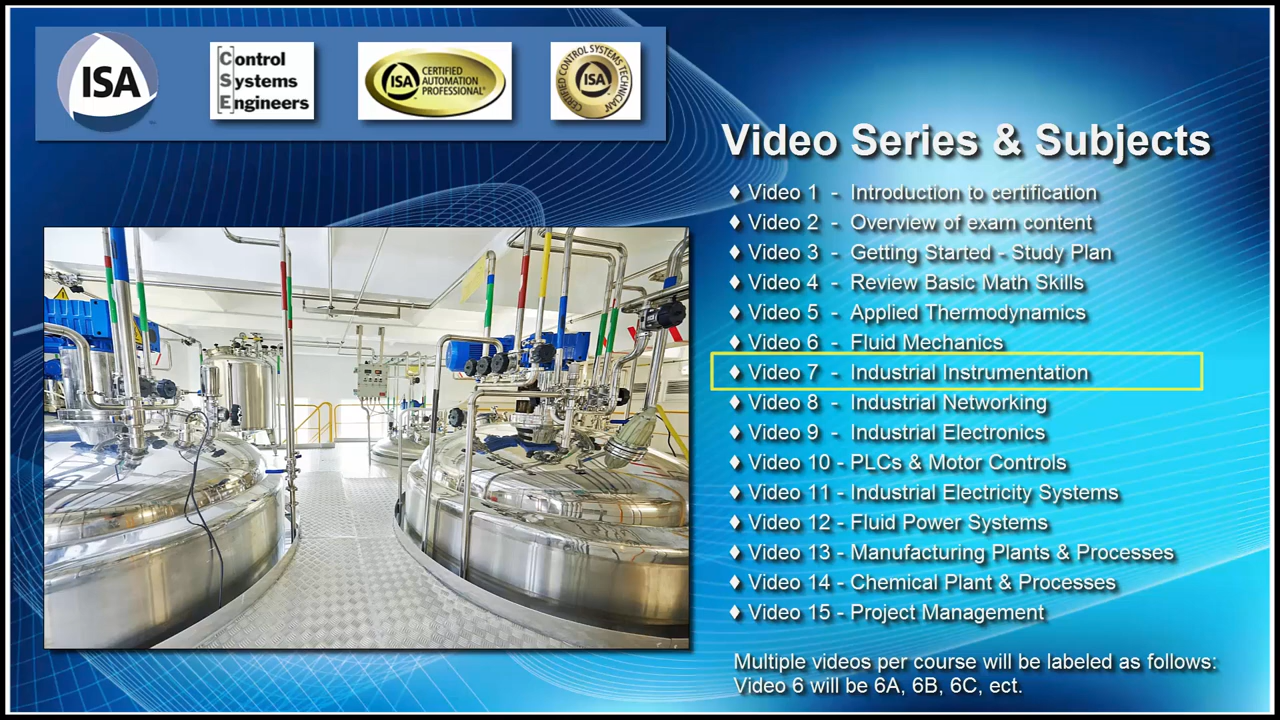 ISA
[C]ontrol
[S]ystems
[E]ngineers
ISA CERTIFIED
AUTOMATION
PROFESSIONAL®
CERTIFIED CONTROL SYSTEMS TECHNICIAN
ISA
Video Series & Subjects
♦ Video 1 - Introduction to certification
♦ Video 2 - Overview of exam content
♦ Video 3 - Getting Started - Study Plan
♦ Video 4 - Review Basic Math Skills
♦ Video 5 - Applied Thermodynamics
♦ Video 6 - Fluid Mechanics
♦ Video 7 - Industrial Instrumentation
♦ Video 8 - Industrial Networking
♦ Video 9 - Industrial Electronics
♦ Video 10 - PLCs & Motor Controls
♦ Video 11 - Industrial Electricity Systems
♦ Video 12 - Fluid Power Systems
♦ Video 13 - Manufacturing Plants & Processes
♦ Video 14 - Chemical Plant & Processes
♦ Video 15 - Project Management
Multiple videos per course will be labeled as follows:
Video 6 will be 6A, 6B, 6C, ect.